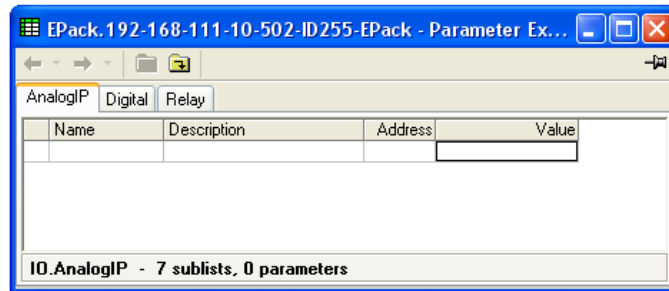 EPack.192-168-111-10-502-ID255-EPack - Parameter Ex...
AnalogIP Digital Relay
Name Description Address Value
IO.AnalogIP - 7 sublists, 0 parameters